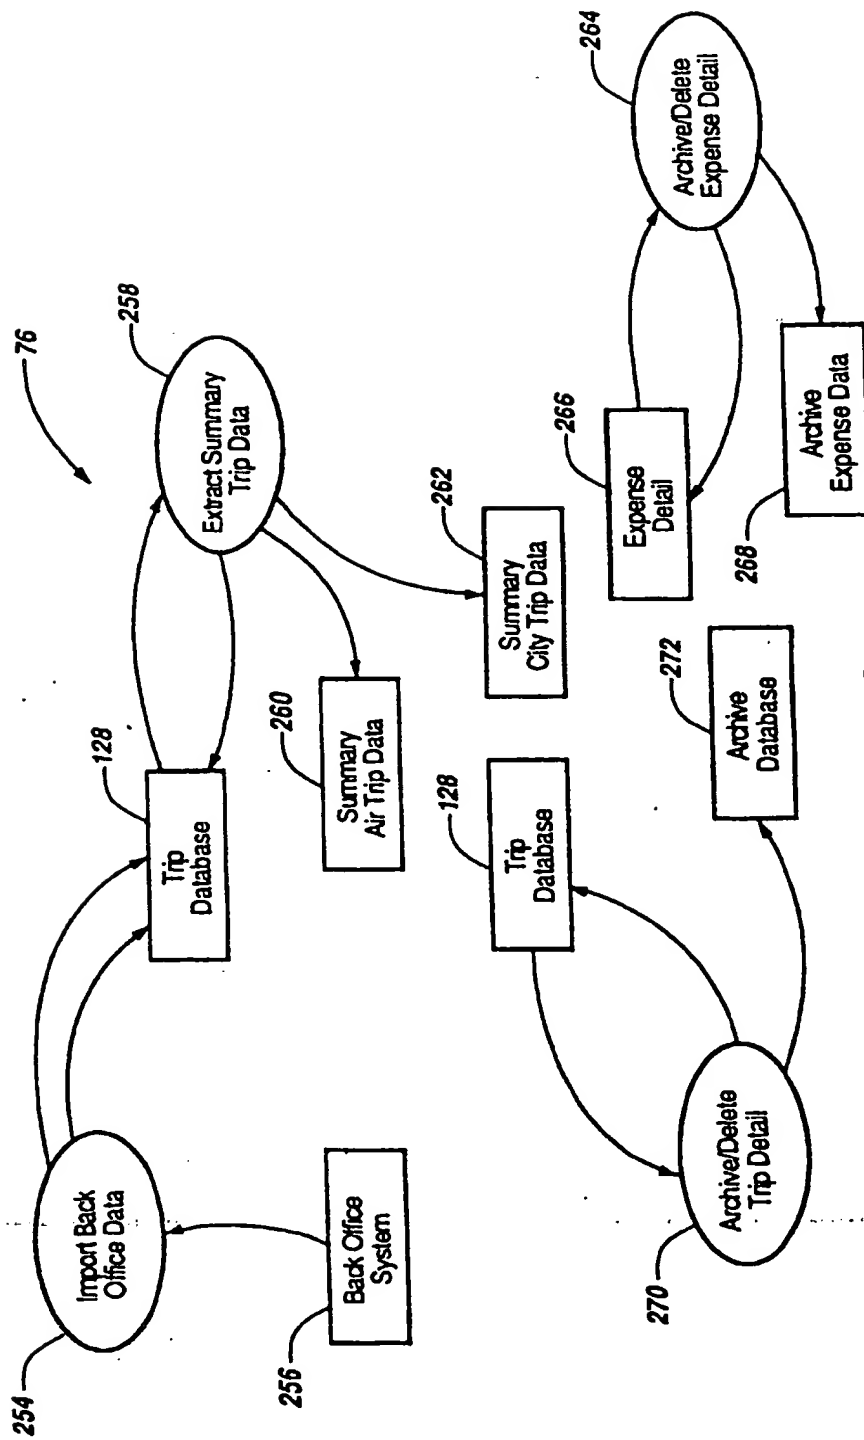 76
254
Import Back
Office Data
256
Back Office
System
128
Trip
Database
258
Extract Summary
Trip Data
260
Summary
Air Trip Data
262
Summary
City Trip Data
270
Archive/Delete
Trip Detail
128
Trip
Database
272
Archive
Database
266
Expense
Detail
264
Archive/Delete
Expense Detail
268
Archive
Expense Data